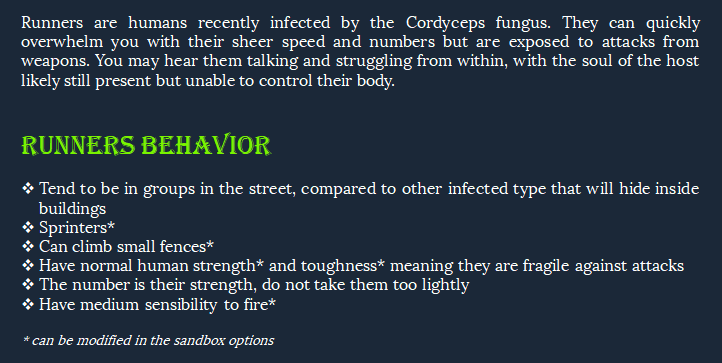 Runners are humans recently infected by the Cordyceps fungus. They can quickly
overwhelm you with their sheer speed and numbers but are exposed to attacks from
weapons. You may hear them talking and struggling from within, with the soul of the host
likely still present but unable to control their body.
RUNNERS BEHAVIOR
❖ Tend to be in groups in the street, compared to other infected type that will hide inside
buildings
❖ Sprinters*
❖ Can climb small fences*
❖ Have normal human strength* and toughness* meaning they are fragile against attacks
❖ The number is their strength, do not take them too lightly
❖ Have medium sensibility to fire*
* can be modified in the sandbox options